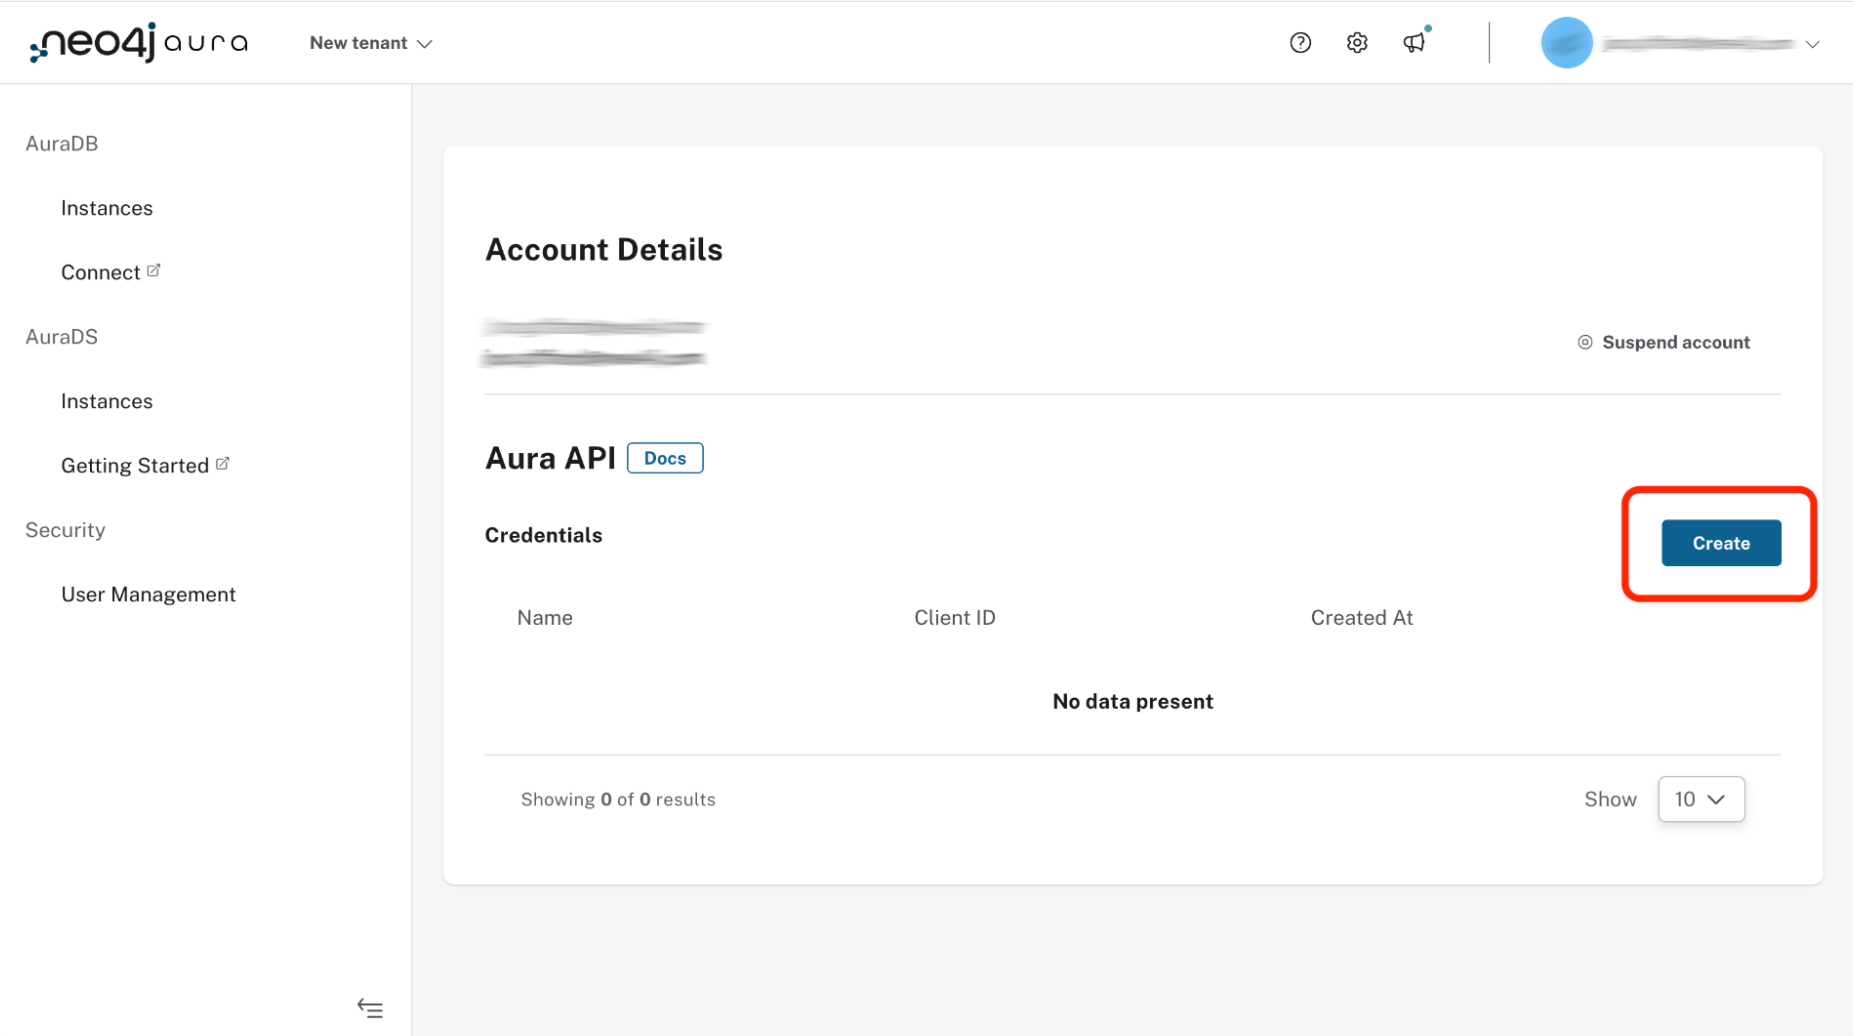 neo4j aura
New tenant
AuraDB
Instances
Connect
AuraDS
Instances
Getting Started
Security
User Management
Account Details
Suspend account
Aura API Docs
Credentials
Create
Name Client ID Created At
No data present
Showing 0 of 0 results
Show 10